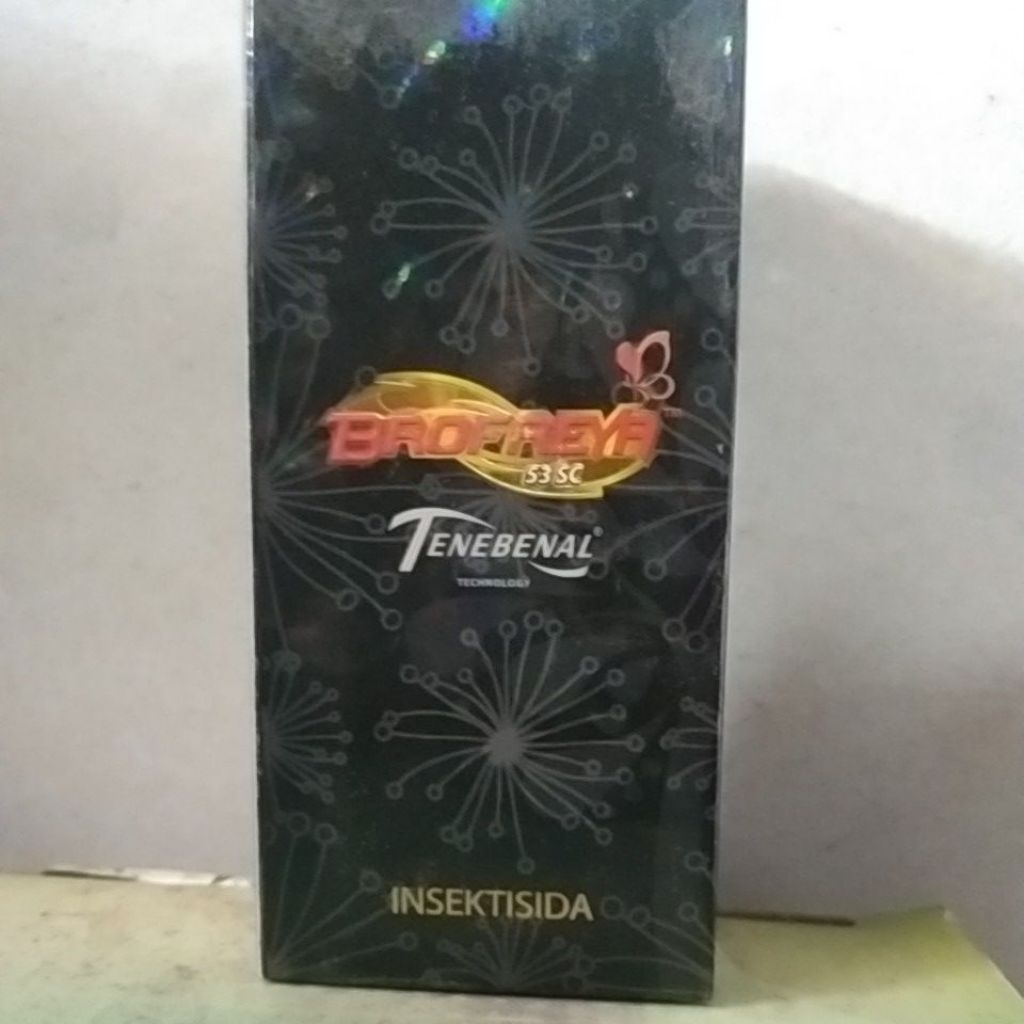 BROFREYA
53 SC
TENEBENAL®
TECHNOLOGY
INSEKTISIDA